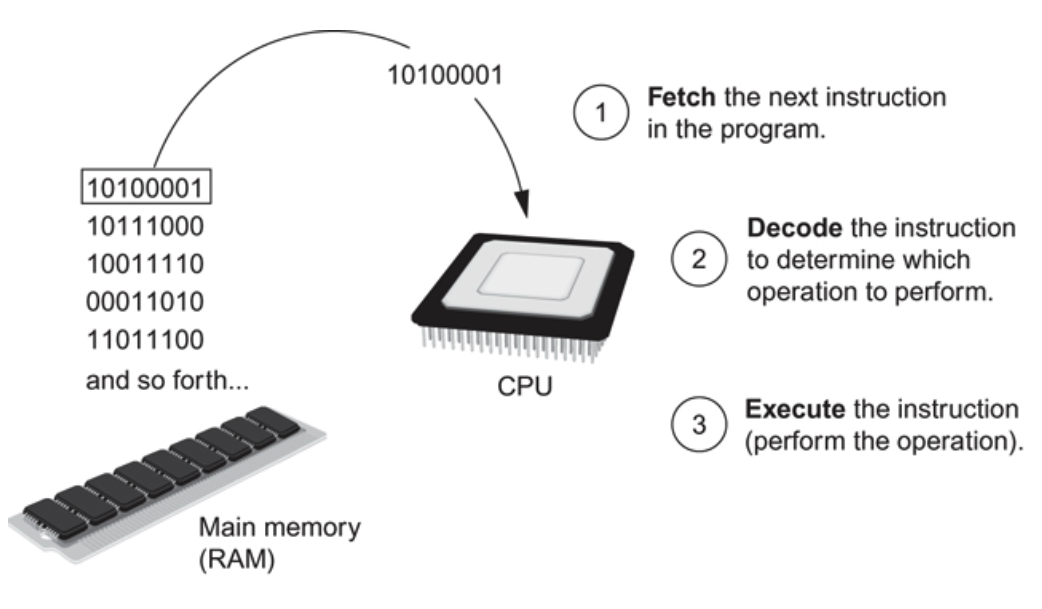 10100001
1
Fetch the next instruction
in the program.
10100001
10111000
10011110
00011010
11011100
and so forth...
2
Decode the instruction
to determine which
operation to perform.
CPU
3
Execute the instruction
(perform the operation).
Main memory
(RAM)